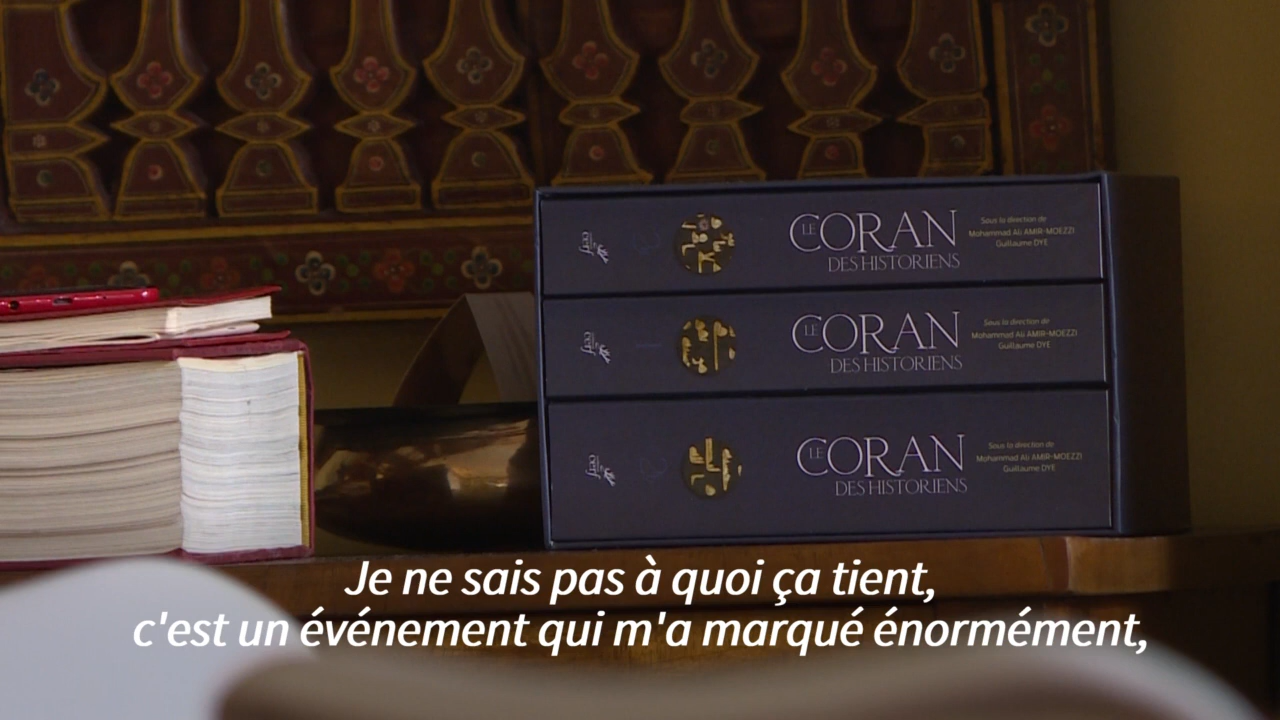 LE CORAN
DES HISTORIENS
Sous la direction de
Mohammad Ali AMIR-MOEZZI
Guillaume DYE
LE CORAN
DES HISTORIENS
Sous la direction de
Mohammad Ali AMIR-MOEZZI
Guillaume DYE
LE CORAN
DES HISTORIENS
Sous la direction de
Mohammad Ali AMIR-MOEZZI
Guillaume DYE
Je ne sais pas à quoi ça tient,
c'est un événement qui m'a marqué énormément,